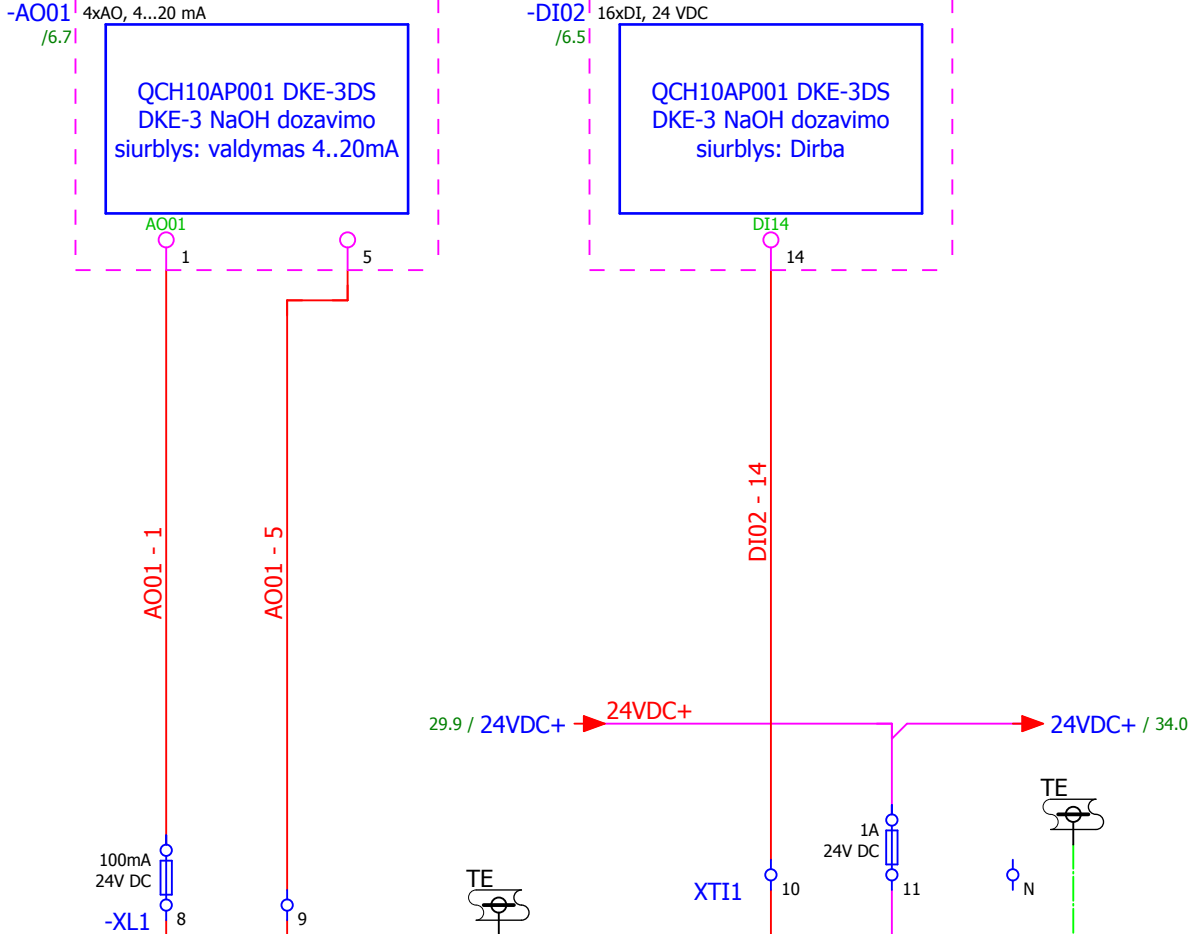 -AO01 4xAO, 4...20 mA
/6.7
QCH10AP001 DKE-3DS
DKE-3 NaOH dozavimo
siurblys: valdymas 4..20mA
AO01
1
5
-DI02 16xDI, 24 VDC
/6.5
QCH10AP001 DKE-3DS
DKE-3 NaOH dozavimo
siurblys: Dirba
DI14
14
AO01 - 1
AO01 - 5
DI02 - 14
29.9 / 24VDC+
24VDC+
24VDC+ / 34.0
TE
1A
24V DC
100mA
24V DC
TE
XTI1
10
11
N
-XL1
8
9